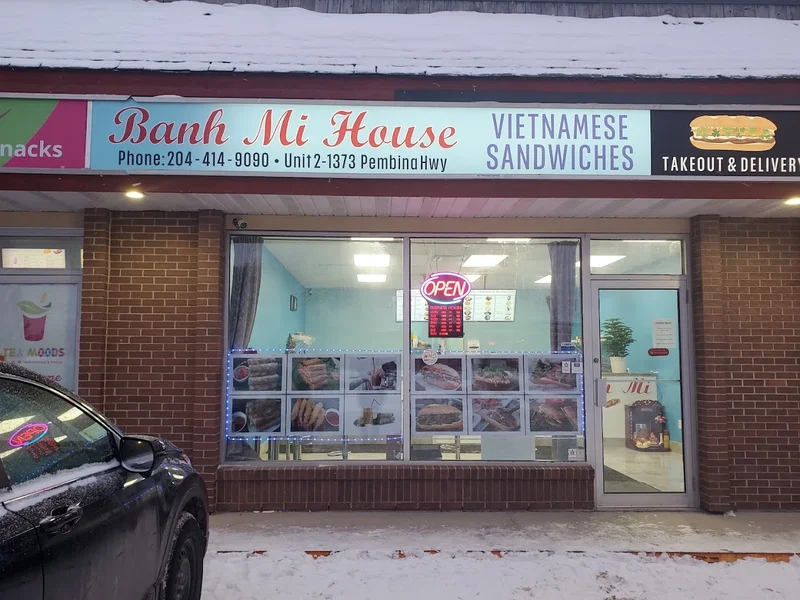 nacks
Banh Mi House
Phone: 204-414-9090 • Unit 2-1373 Pembina Hwy
VIETNAMESE
SANDWICHES
TAKEOUT & DELIVERY
OPEN
TEA MOODS
Mi